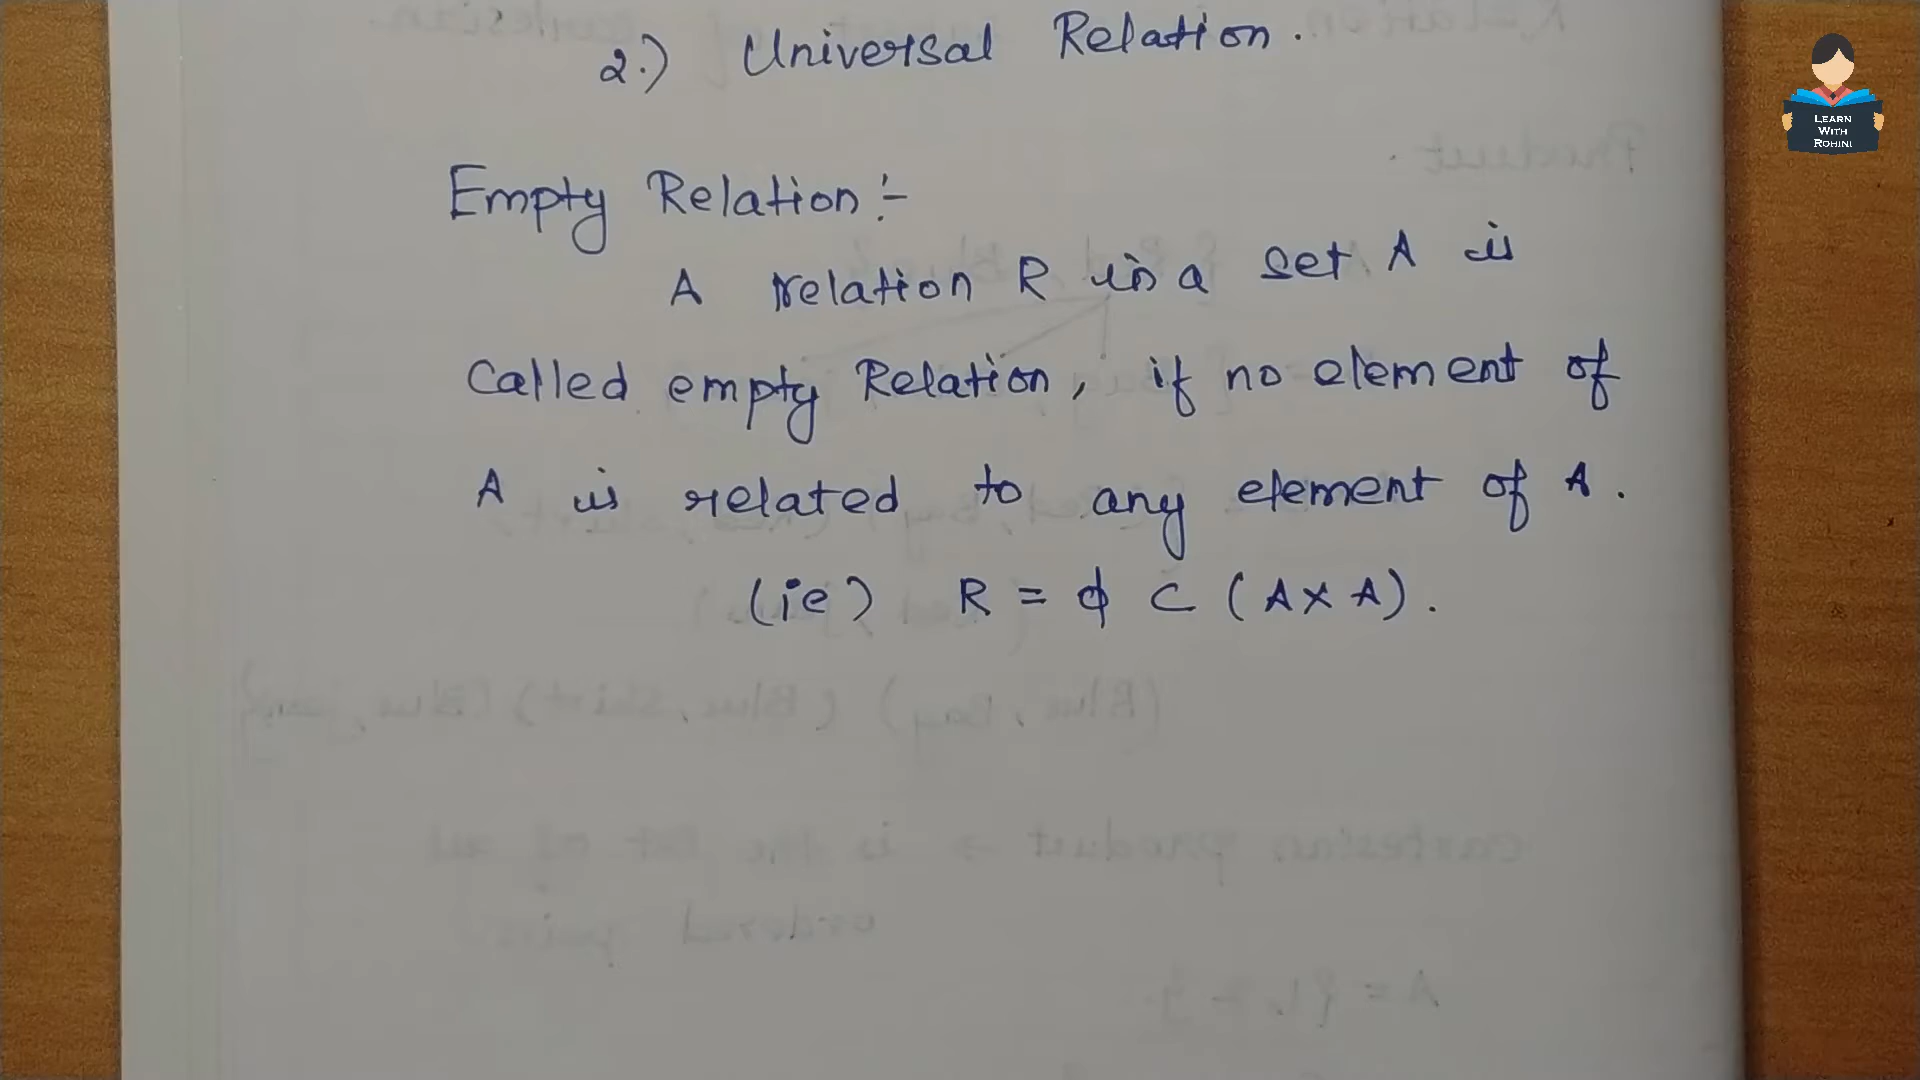 2.) Universal Relation.
LEARN
WITH
ROHINI
Empty Relation :-
A relation R in a set A is
Called empty Relation, if no element of
A is related to any element of A.
(ie) R = ϕ ⊂ (A× A).